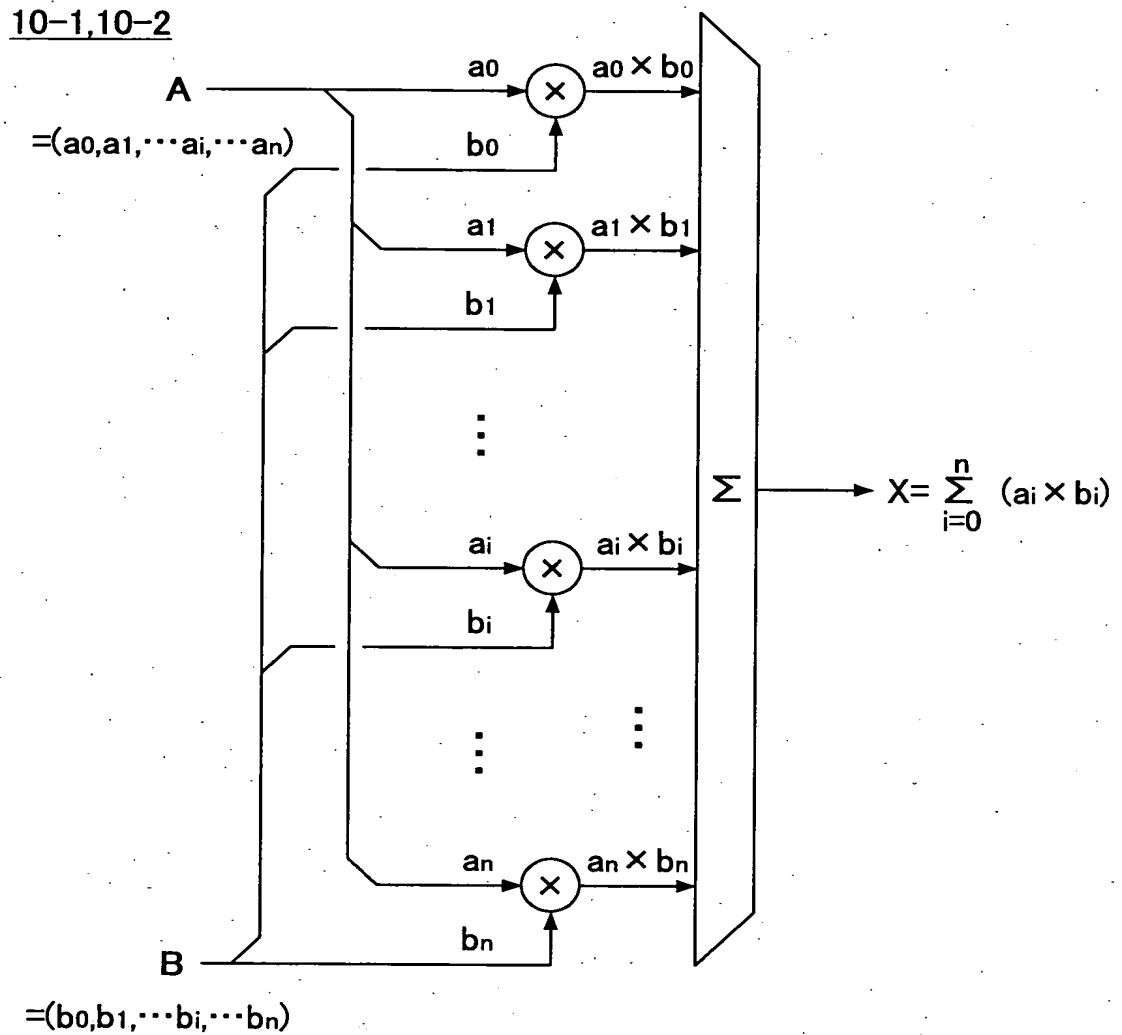 10-1,10-2
A
=(a0,a1,···ai,···an)
a0
×
a0×b0
b0
a1
×
a1×b1
b1
⋮
Σ
X= Σ (ai×bi)
n
i=0
ai
×
ai×bi
bi
⋮
⋮
an
×
an×bn
bn
B
=(b0,b1,···bi,···bn)